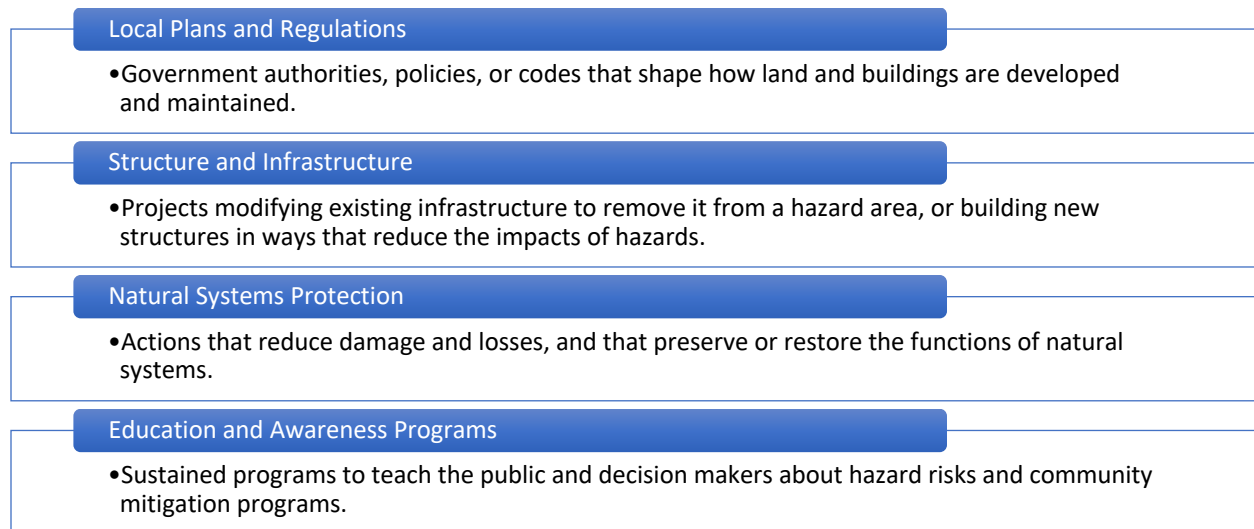 Local Plans and Regulations
•Government authorities, policies, or codes that shape how land and buildings are developed
and maintained.
Structure and Infrastructure
•Projects modifying existing infrastructure to remove it from a hazard area, or building new
structures in ways that reduce the impacts of hazards.
Natural Systems Protection
•Actions that reduce damage and losses, and that preserve or restore the functions of natural
systems.
Education and Awareness Programs
•Sustained programs to teach the public and decision makers about hazard risks and community
mitigation programs.